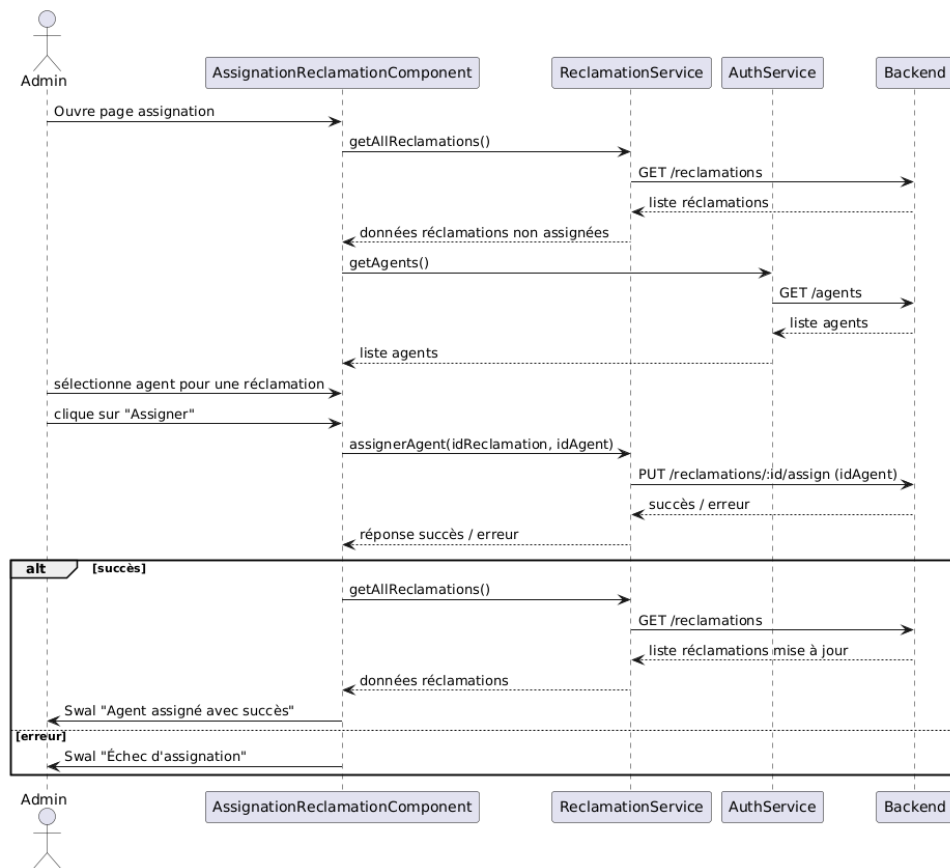 Admin
AssignationReclamationComponent
ReclamationService
AuthService
Backend
Ouvre page assignation
getAllReclamations()
GET /reclamations
liste réclamations
données réclamations non assignées
getAgents()
GET /agents
liste agents
liste agents
sélectionne agent pour une réclamation
clique sur "Assigner"
assignerAgent(idReclamation, idAgent)
PUT /reclamations/:id/assign (idAgent)
succès / erreur
réponse succès / erreur
alt [succès]
getAllReclamations()
GET /reclamations
liste réclamations mise à jour
données réclamations
Swal "Agent assigné avec succès"
[erreur]
Swal "Échec d'assignation"
Admin
AssignationReclamationComponent
ReclamationService
AuthService
Backend